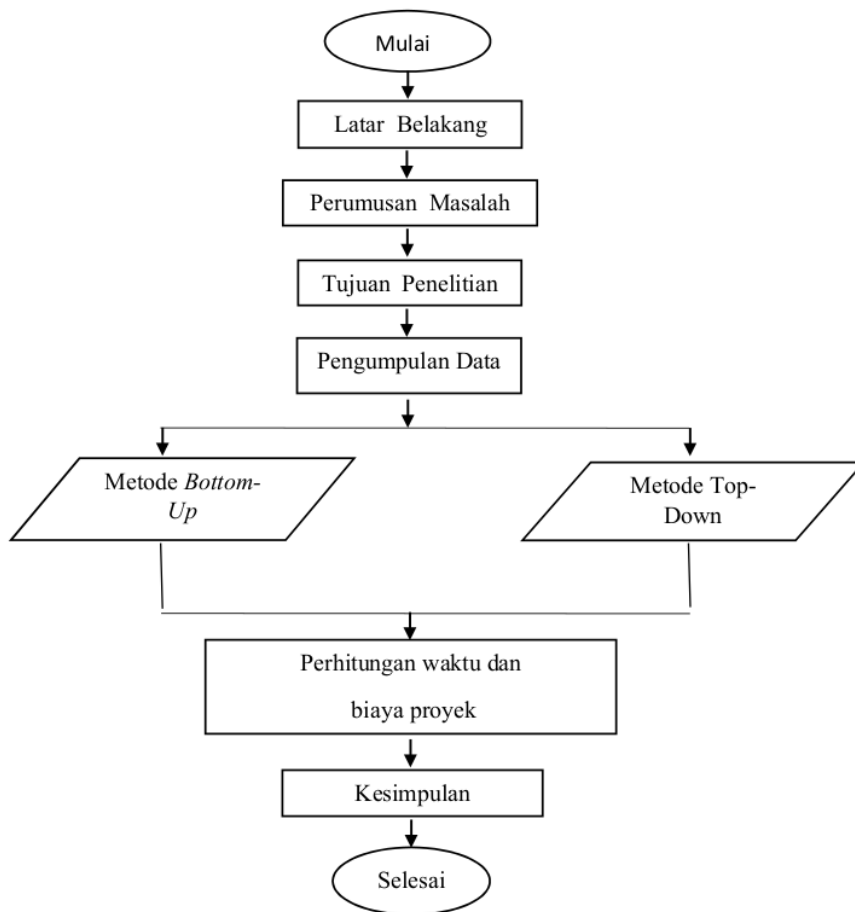 Mulai
Latar Belakang
Perumusan Masalah
Tujuan Penelitian
Pengumpulan Data
Metode Bottom-
Up
Metode Top-
Down
Perhitungan waktu dan
biaya proyek
Kesimpulan
Selesai